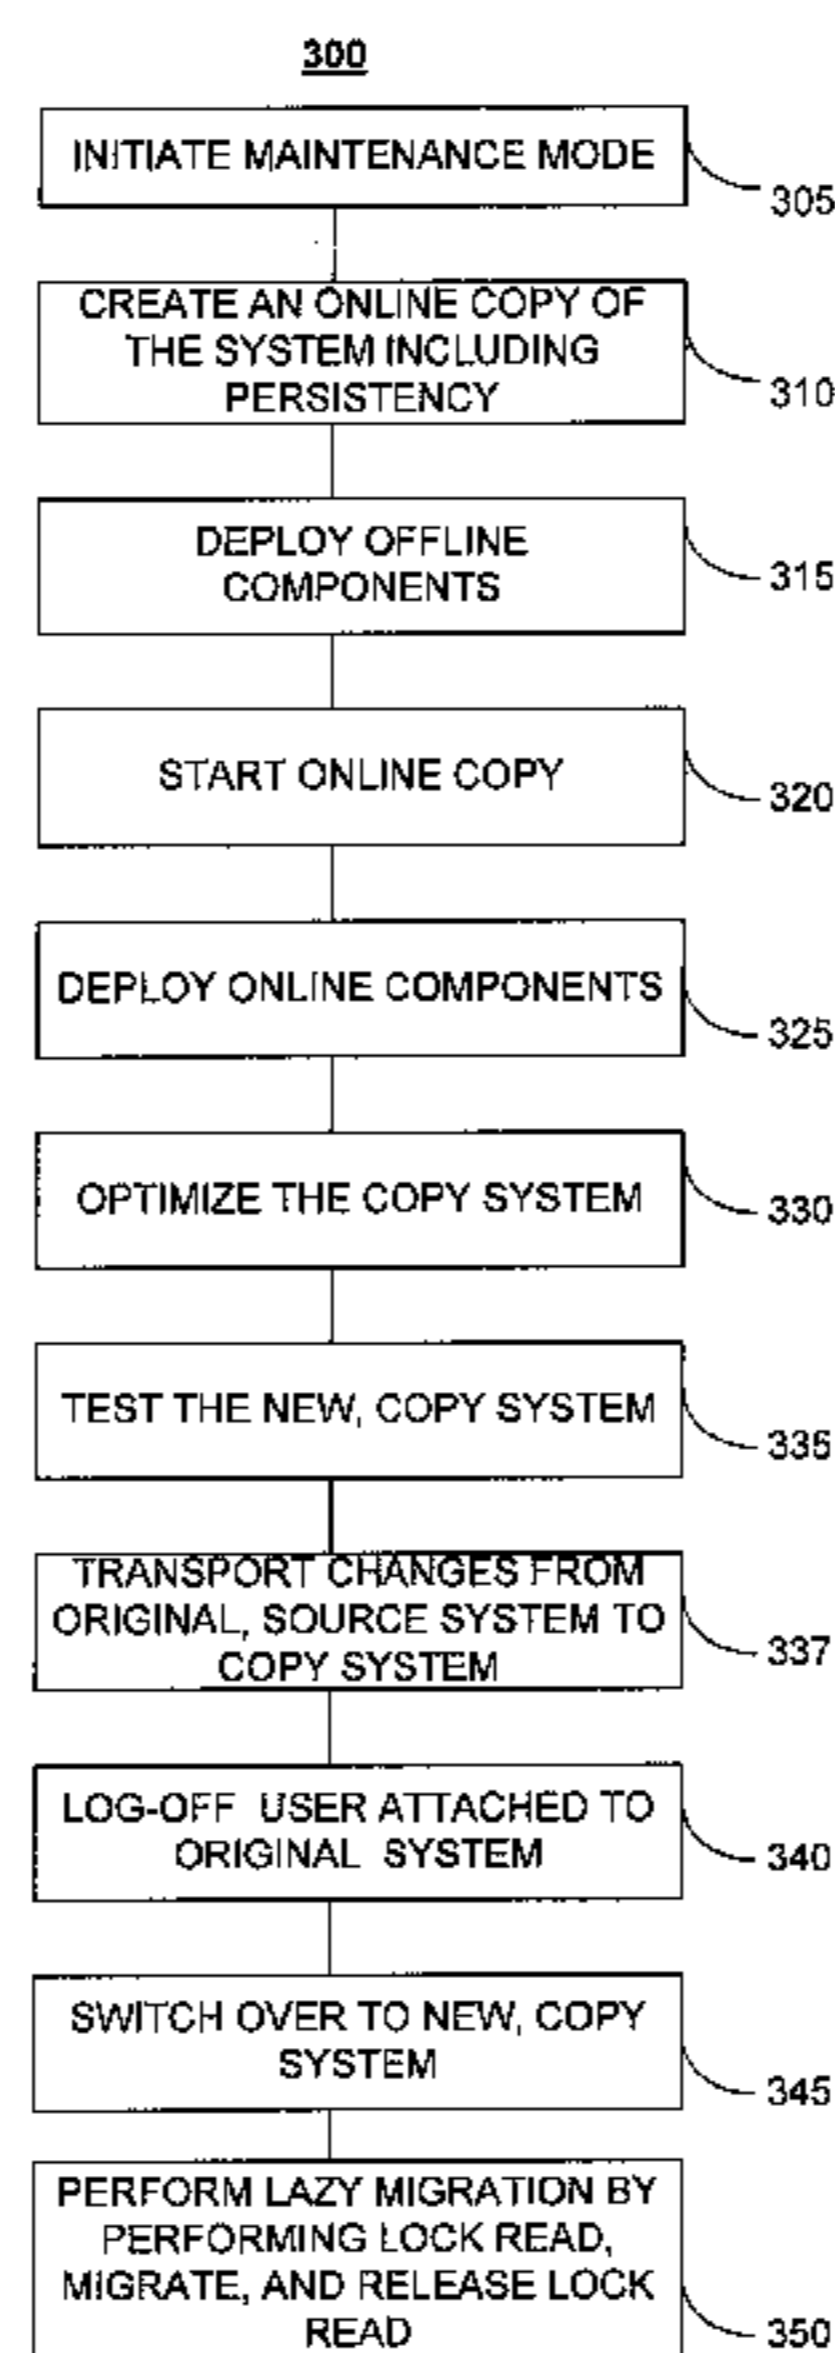 300
INITIATE MAINTENANCE MODE
305
CREATE AN ONLINE COPY OF
THE SYSTEM INCLUDING
PERSISTENCY
310
DEPLOY OFFLINE
COMPONENTS
315
START ONLINE COPY
320
DEPLOY ONLINE COMPONENTS
325
OPTIMIZE THE COPY SYSTEM
330
TEST THE NEW, COPY SYSTEM
335
TRANSPORT CHANGES FROM
ORIGINAL, SOURCE SYSTEM TO
COPY SYSTEM
337
LOG-OFF USER ATTACHED TO
ORIGINAL SYSTEM
340
SWITCH OVER TO NEW, COPY
SYSTEM
345
PERFORM LAZY MIGRATION BY
PERFORMING LOCK READ,
MIGRATE, AND RELEASE LOCK
READ
350